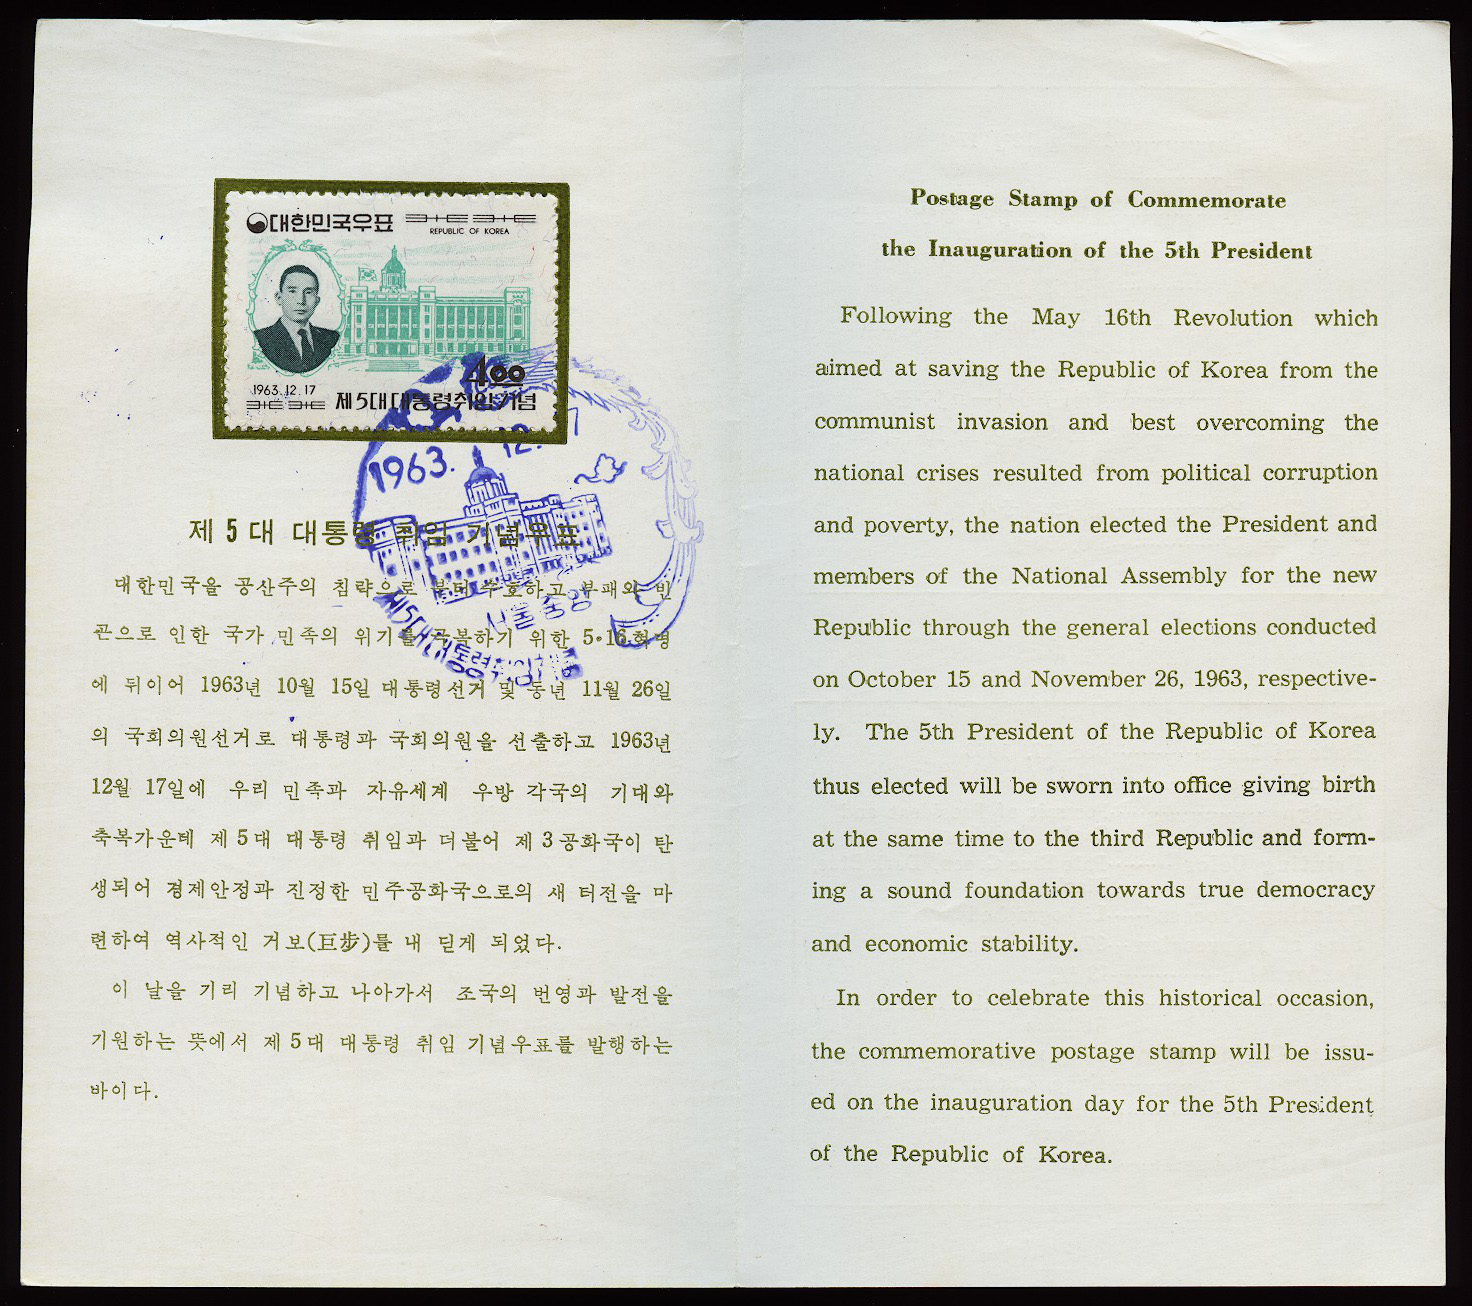 대한민국우표
REPUBLIC OF KOREA
1963.12.17
4.00
제5대대통령취임기념
1963. 12. 17
서울중앙
제5대대통령취임기념
제 5 대 대통령 취임 기념우표
대한민국을 공산주의 침략으로 부터 수호하고 부패와 빈
곤으로 인한 국가 민족의 위기를 극복하기 위한 5·16 혁명
에 뒤이어 1963년 10월 15일 대통령선거 및 동년 11월 26일
의 국회의원선거로 대통령과 국회의원을 선출하고 1963년
12월 17일에 우리 민족과 자유세계 우방 각국의 기대와
축복가운데 제 5 대 대통령 취임과 더불어 제 3 공화국이 탄
생되어 경제안정과 진정한 민주공화국으로의 새 터전을 마
련하여 역사적인 거보(巨步)를 내 딛게 되었다.
이 날을 기리 기념하고 나아가서 조국의 번영과 발전을
기원하는 뜻에서 제 5 대 대통령 취임 기념우표를 발행하는
바이다.
Postage Stamp of Commemorate
the Inauguration of the 5th President
Following the May 16th Revolution which
aimed at saving the Republic of Korea from the
communist invasion and best overcoming the
national crises resulted from political corruption
and poverty, the nation elected the President and
members of the National Assembly for the new
Republic through the general elections conducted
on October 15 and November 26, 1963, respective-
ly. The 5th President of the Republic of Korea
thus elected will be sworn into office giving birth
at the same time to the third Republic and form-
ing a sound foundation towards true democracy
and economic stability.
In order to celebrate this historical occasion,
the commemorative postage stamp will be issu-
ed on the inauguration day for the 5th President
of the Republic of Korea.